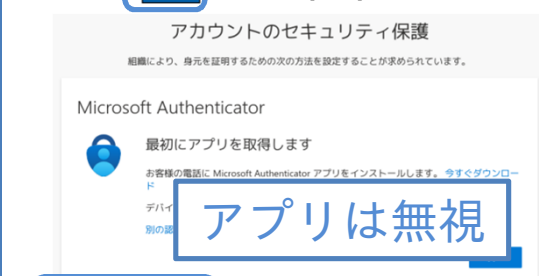 アカウントのセキュリティ保護
組織により、身元を証明するための次の方法を設定することが求められています。
Microsoft Authenticator
最初にアプリを取得します
お客様の電話に Microsoft Authenticator アプリをインストールします。今すぐダウンロー
ド
デバイ
別の
アプリは無視